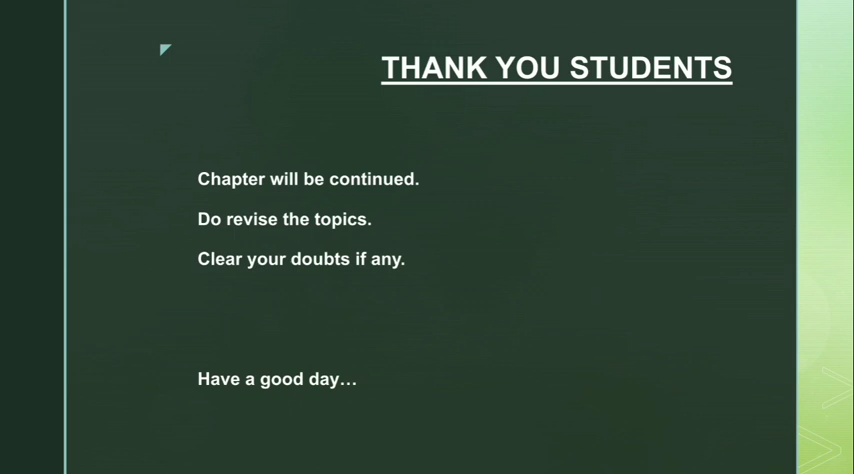 THANK YOU STUDENTS
Chapter will be continued.
Do revise the topics.
Clear your doubts if any.
Have a good day…